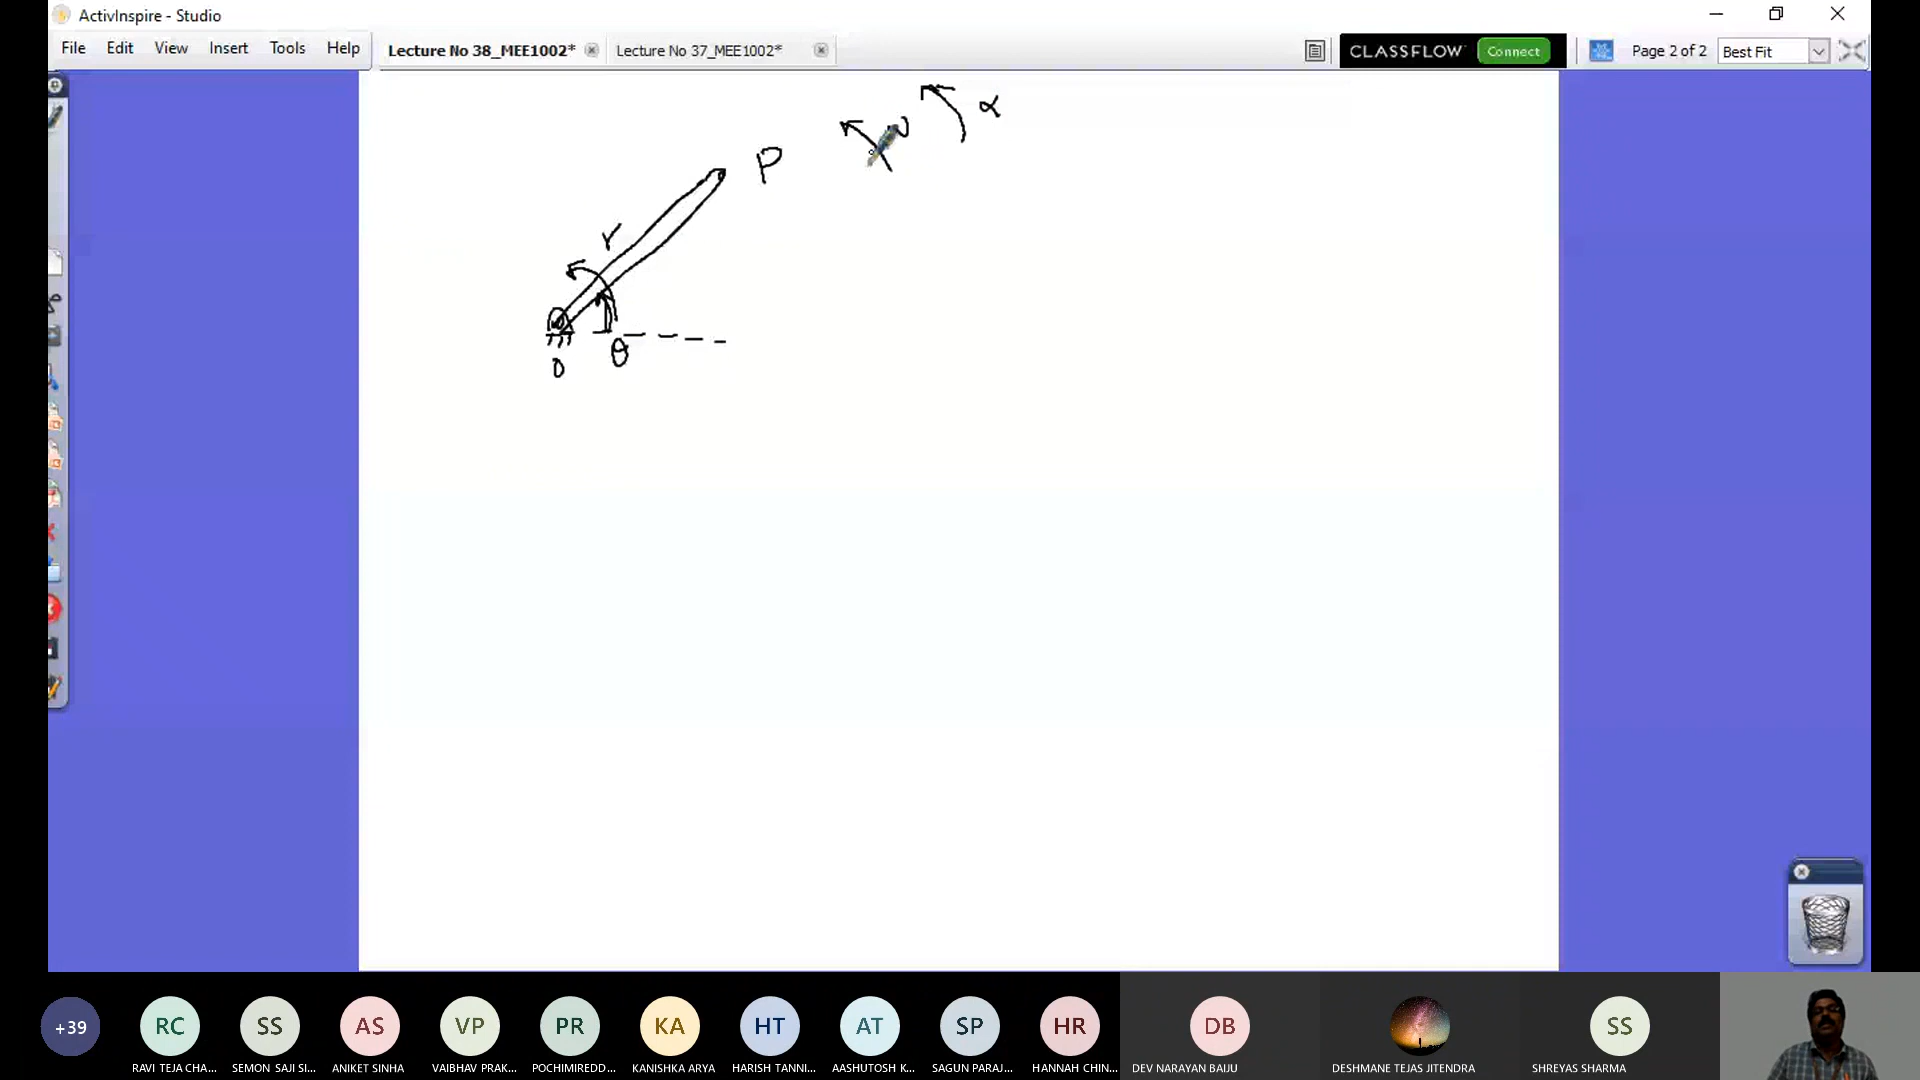 ActivInspire - Studio
File Edit View Insert Tools Help
Lecture No 38_MEE1002*
Lecture No 37_MEE1002*
CLASSFLOW
Connect
Page 2 of 2
Best Fit
α
P
r
θ
O
+39
RC
SS
AS
VP
PR
KA
HT
AT
SP
HR
DB
SS
RAVI TEJA CHA...
SEMON SAJI SI...
ANIKET SINHA
VAIBHAV PRAK...
POCHIMIREDD...
KANISHKA ARYA
HARISH TANNI...
AASHUTOSH K...
SAGUN PARAJ...
HANNAH CHIN...
DEV NARAYAN BAIJU
DESHMANE TEJAS JITENDRA
SHREYAS SHARMA